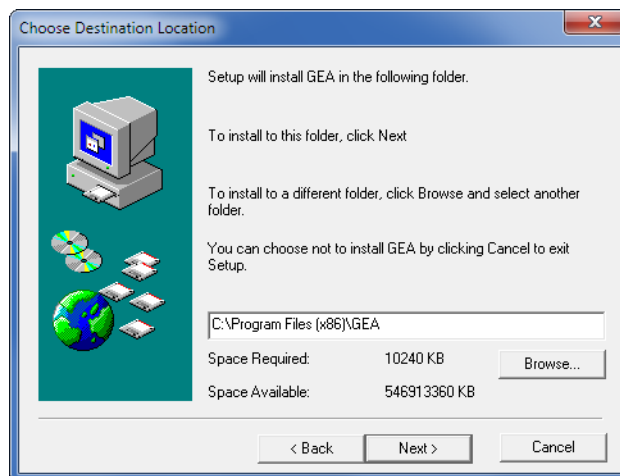 Choose Destination Location
Setup will install GEA in the following folder.
To install to this folder, click Next
To install to a different folder, click Browse and select another
folder.
You can choose not to install GEA by clicking Cancel to exit
Setup.
C:\Program Files (x86)\GEA
Space Required: 10240 KB
Browse...
Space Available: 546913360 KB
< Back Next > Cancel